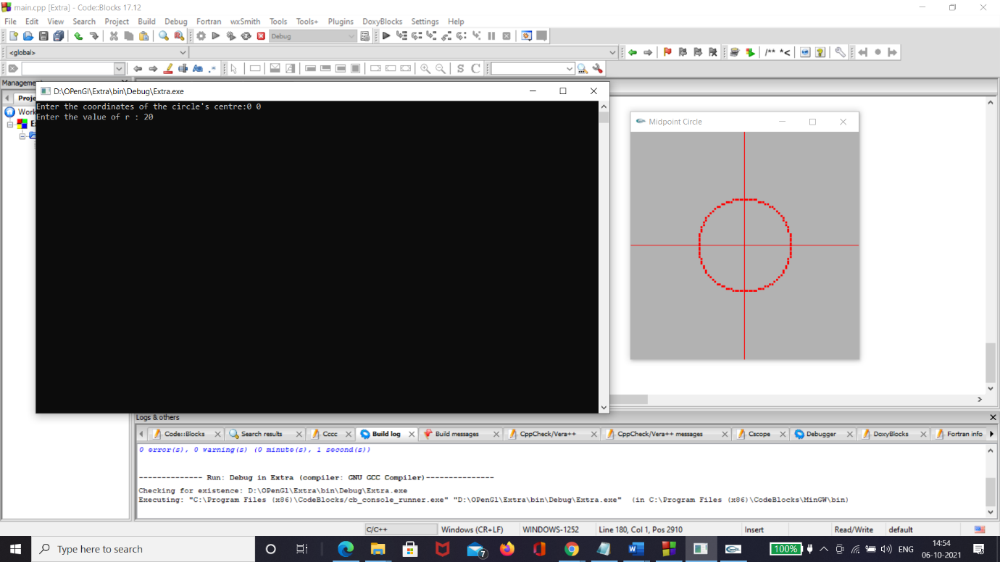 main.cpp [Extra] - Code::Blocks 17.12
File Edit View Search Project Build Debug Fortran wxSmith Tools Tools+ Plugins DoxyBlocks Settings Help
Debug
<global>
/** *<
S C
Management
D:\OPenGl\Extra\bin\Debug\Extra.exe
Enter the coordinates of the circle's centre:0 0
Enter the value of r : 20
Midpoint Circle
Logs & others
Code::Blocks Search results Cccc Build log Build messages CppCheck/Vera++ CppCheck/Vera++ messages Cscope Debugger DoxyBlocks Fortran info
0 error(s), 0 warning(s) (0 minute(s), 1 second(s))
-------------- Run: Debug in Extra (compiler: GNU GCC Compiler)---------------
Checking for existence: D:\OPenGl\Extra\bin\Debug\Extra.exe
Executing: "C:\Program Files (x86)\CodeBlocks/cb_console_runner.exe" "D:\OPenGl\Extra\bin\Debug\Extra.exe"  (in C:\Program Files (x86)\CodeBlocks\MinGW\bin)
C/C++ Windows (CR+LF) WINDOWS-1252 Line 180, Col 1, Pos 2910 Insert Read/Write default
Type here to search
7
100%
ENG
14:54
06-10-2021